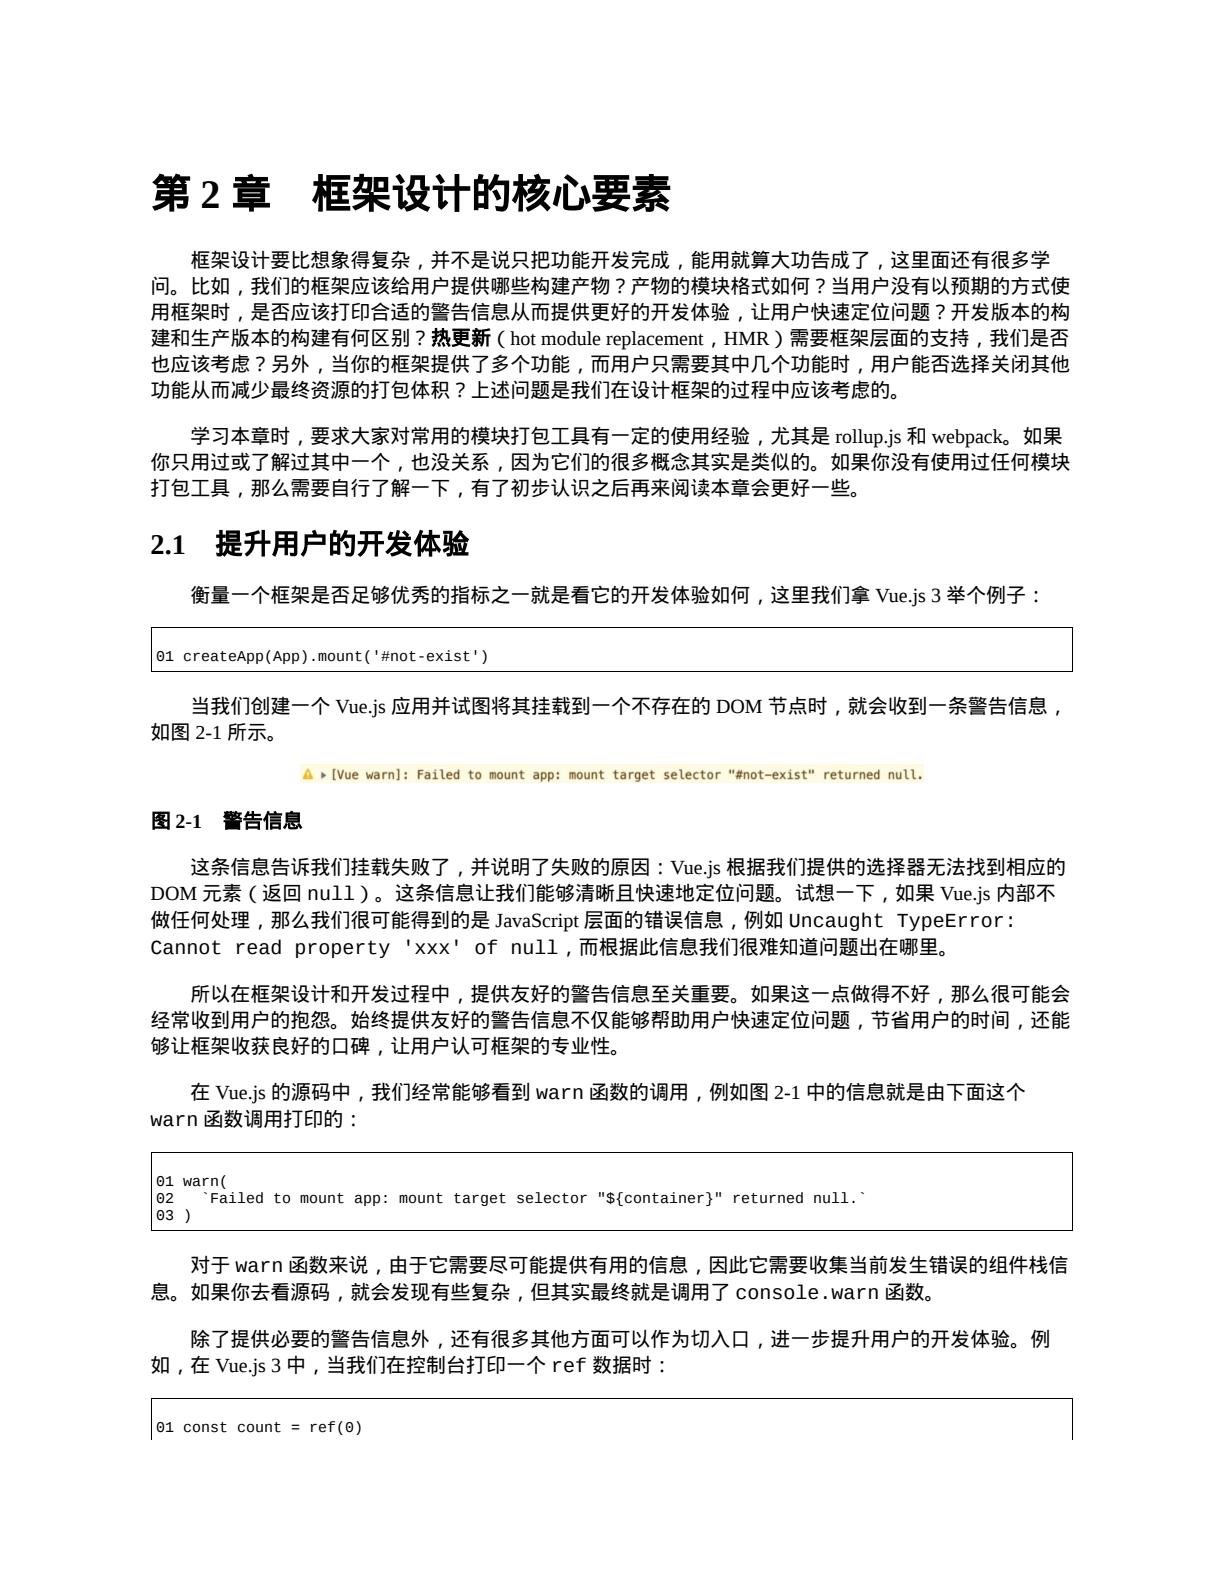 第 2 章　框架设计的核心要素
框架设计要比想象得复杂，并不是说只把功能开发完成，能用就算大功告成了，这里面还有很多学
问。比如，我们的框架应该给用户提供哪些构建产物？产物的模块格式如何？当用户没有以预期的方式使
用框架时，是否应该打印合适的警告信息从而提供更好的开发体验，让用户快速定位问题？开发版本的构
建和生产版本的构建有何区别？热更新（hot module replacement，HMR）需要框架层面的支持，我们是否
也应该考虑？另外，当你的框架提供了多个功能，而用户只需要其中几个功能时，用户能否选择关闭其他
功能从而减少最终资源的打包体积？上述问题是我们在设计框架的过程中应该考虑的。
学习本章时，要求大家对常用的模块打包工具有一定的使用经验，尤其是 rollup.js 和 webpack。如果
你只用过或了解过其中一个，也没关系，因为它们的很多概念其实是类似的。如果你没有使用过任何模块
打包工具，那么需要自行了解一下，有了初步认识之后再来阅读本章会更好一些。
2.1　提升用户的开发体验
衡量一个框架是否足够优秀的指标之一就是看它的开发体验如何，这里我们拿 Vue.js 3 举个例子：
01 createApp(App).mount('#not-exist')
当我们创建一个 Vue.js 应用并试图将其挂载到一个不存在的 DOM 节点时，就会收到一条警告信息，
如图 2-1 所示。
[Vue warn]: Failed to mount app: mount target selector "#not-exist" returned null.
图 2-1　警告信息
这条信息告诉我们挂载失败了，并说明了失败的原因：Vue.js 根据我们提供的选择器无法找到相应的
DOM 元素（返回 null）。这条信息让我们能够清晰且快速地定位问题。试想一下，如果 Vue.js 内部不
做任何处理，那么我们很可能得到的是 JavaScript 层面的错误信息，例如 Uncaught TypeError:
Cannot read property 'xxx' of null，而根据此信息我们很难知道问题出在哪里。
所以在框架设计和开发过程中，提供友好的警告信息至关重要。如果这一点做得不好，那么很可能会
经常收到用户的抱怨。始终提供友好的警告信息不仅能够帮助用户快速定位问题，节省用户的时间，还能
够让框架收获良好的口碑，让用户认可框架的专业性。
在 Vue.js 的源码中，我们经常能够看到 warn 函数的调用，例如图 2-1 中的信息就是由下面这个
warn 函数调用打印的：
01 warn(
02   `Failed to mount app: mount target selector "${container}" returned null.`
03 )
对于 warn 函数来说，由于它需要尽可能提供有用的信息，因此它需要收集当前发生错误的组件栈信
息。如果你去看源码，就会发现有些复杂，但其实最终就是调用了 console.warn 函数。
除了提供必要的警告信息外，还有很多其他方面可以作为切入口，进一步提升用户的开发体验。例
如，在 Vue.js 3 中，当我们在控制台打印一个 ref 数据时：
01 const count = ref(0)